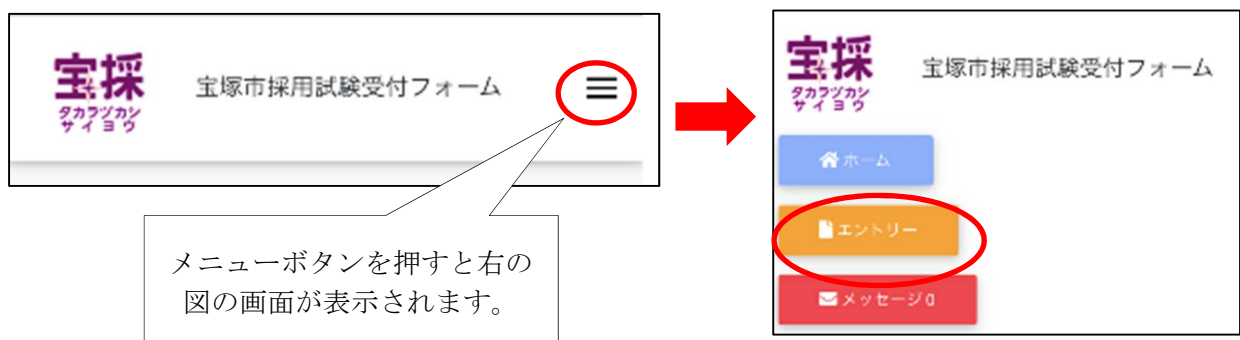 宝採
タカラヅカシ
サイヨウ
宝塚市採用試験受付フォーム
メニューボタンを押すと右の
図の画面が表示されます。
宝採
タカラヅカシ
サイヨウ
宝塚市採用試験受付フォーム
ホーム
エントリー
メッセージ0